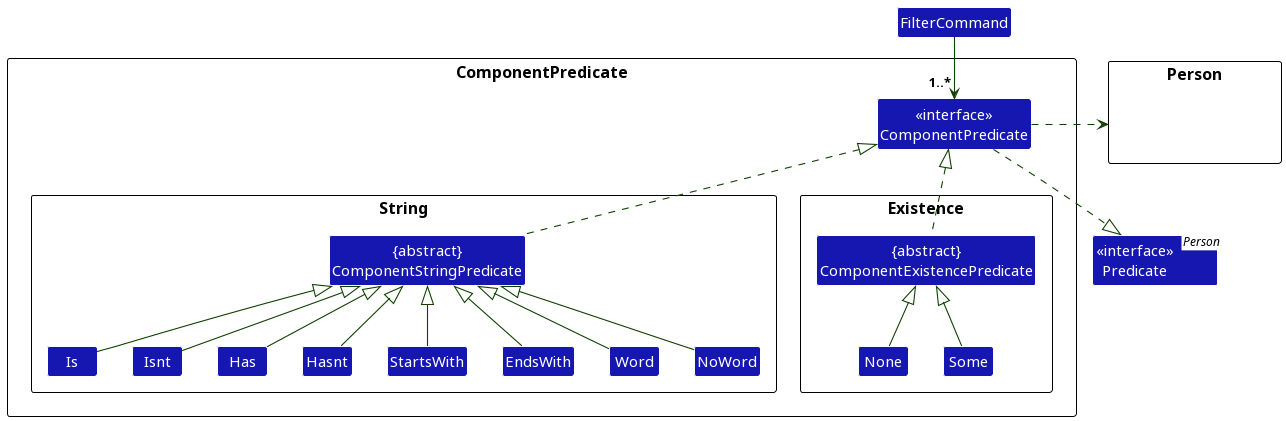 FilterCommand
ComponentPredicate
Person
1..*
«interface»
ComponentPredicate
String
Existence
{abstract}
ComponentStringPredicate
{abstract}
ComponentExistencePredicate
«interface»
Predicate
Person
Is
Isnt
Has
Hasnt
StartsWith
EndsWith
Word
NoWord
None
Some